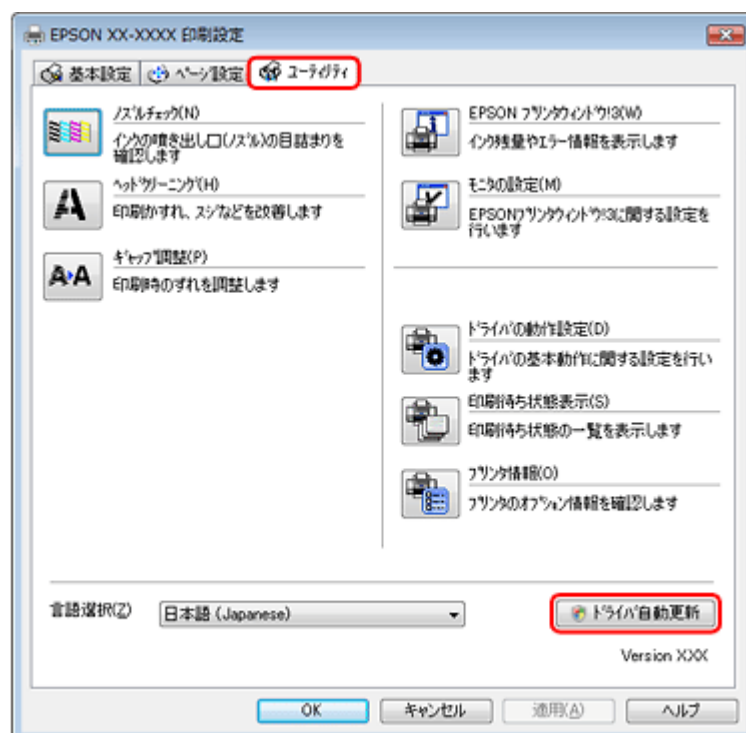 EPSON XX-XXXX 印刷設定
基本設定 ページ設定 ユーティリティ
ノズルチェック(N)
インクの噴き出し口(ノズル)の目詰まりを
確認します
ヘッドクリーニング(H)
印刷かすれ、スジなどを改善します
ギャップ調整(P)
印刷時のずれを調整します
EPSON プリンタウィンドウ!3(W)
インク残量やエラー情報を表示します
モニタの設定(M)
EPSONプリンタウィンドウ!3に関する設定を
行います
ドライバの動作設定(D)
ドライバの基本動作に関する設定を行い
ます
印刷待ち状態表示(S)
印刷待ち状態の一覧を表示します
プリンタ情報(O)
プリンタのオプション情報を確認します
言語選択(Z) 日本語 (Japanese) ドライバ自動更新
Version XXX
OK キャンセル 適用(A) ヘルプ